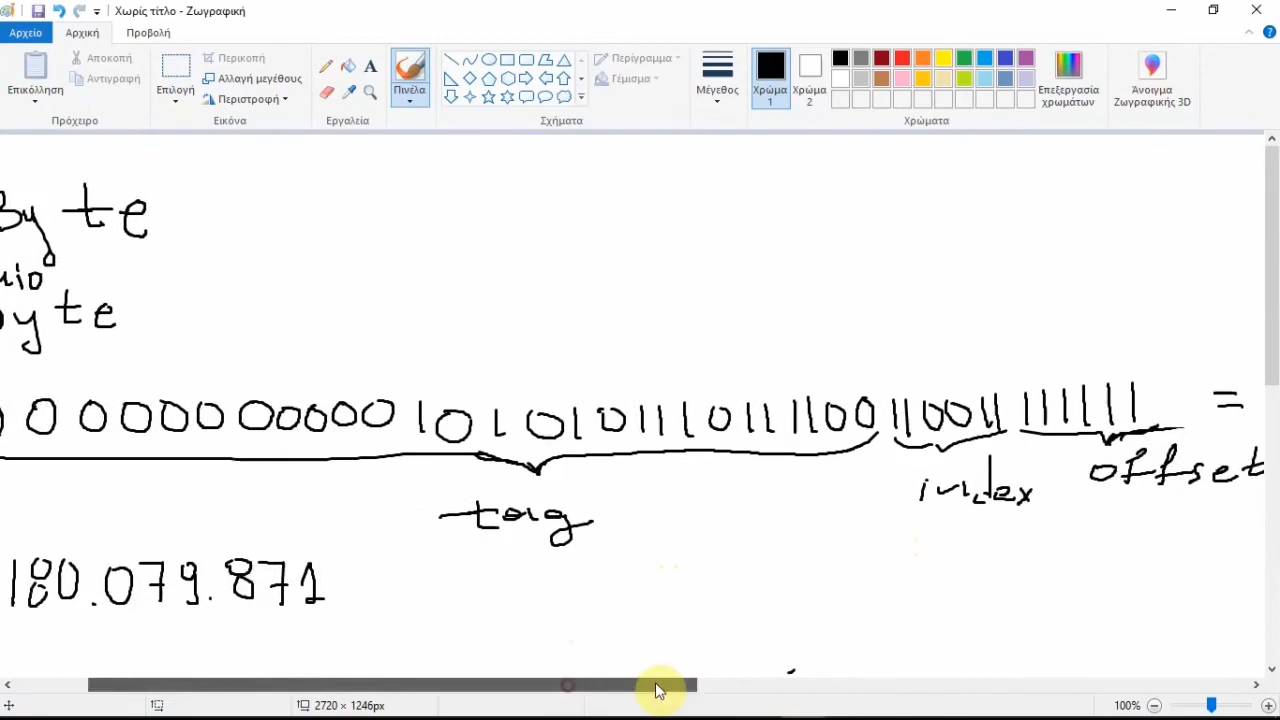 Χωρίς τίτλο - Ζωγραφική
Αρχείο Αρχική Προβολή
Επικόλληση
Αποκοπή
Αντιγραφή
Πρόχειρο
Επιλογή
Περικοπή
Αλλαγή μεγέθους
Περιστροφή
Εικόνα
A
Εργαλεία
Πινέλα
Περίγραμμα
Γέμισμα
Σχήματα
Μέγεθος
Χρώμα 1
Χρώμα 2
Επεξεργασία χρωμάτων
Άνοιγμα Ζωγραφικής 3D
Χρώματα
Byte
byte
=
tag
index
offset
180.079.871
2720 × 1246px
100%